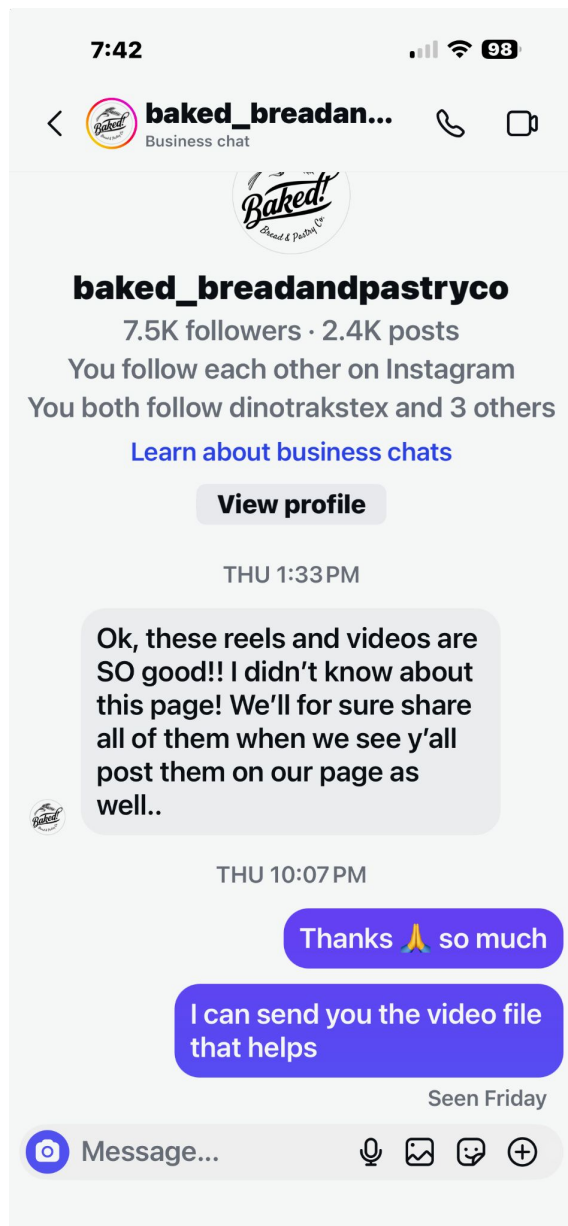 7:42
98
Baked!
baked_breadan...
Business chat
Baked!
Bread & Pastry Co.
baked_breadandpastryco
7.5K followers · 2.4K posts
You follow each other on Instagram
You both follow dinotrakstex and 3 others
Learn about business chats
View profile
THU 1:33 PM
Ok, these reels and videos are
SO good!! I didn't know about
this page! We'll for sure share
all of them when we see y'all
post them on our page as
well..
Baked!
THU 10:07 PM
Thanks 🙏 so much
I can send you the video file
that helps
Seen Friday
Message...